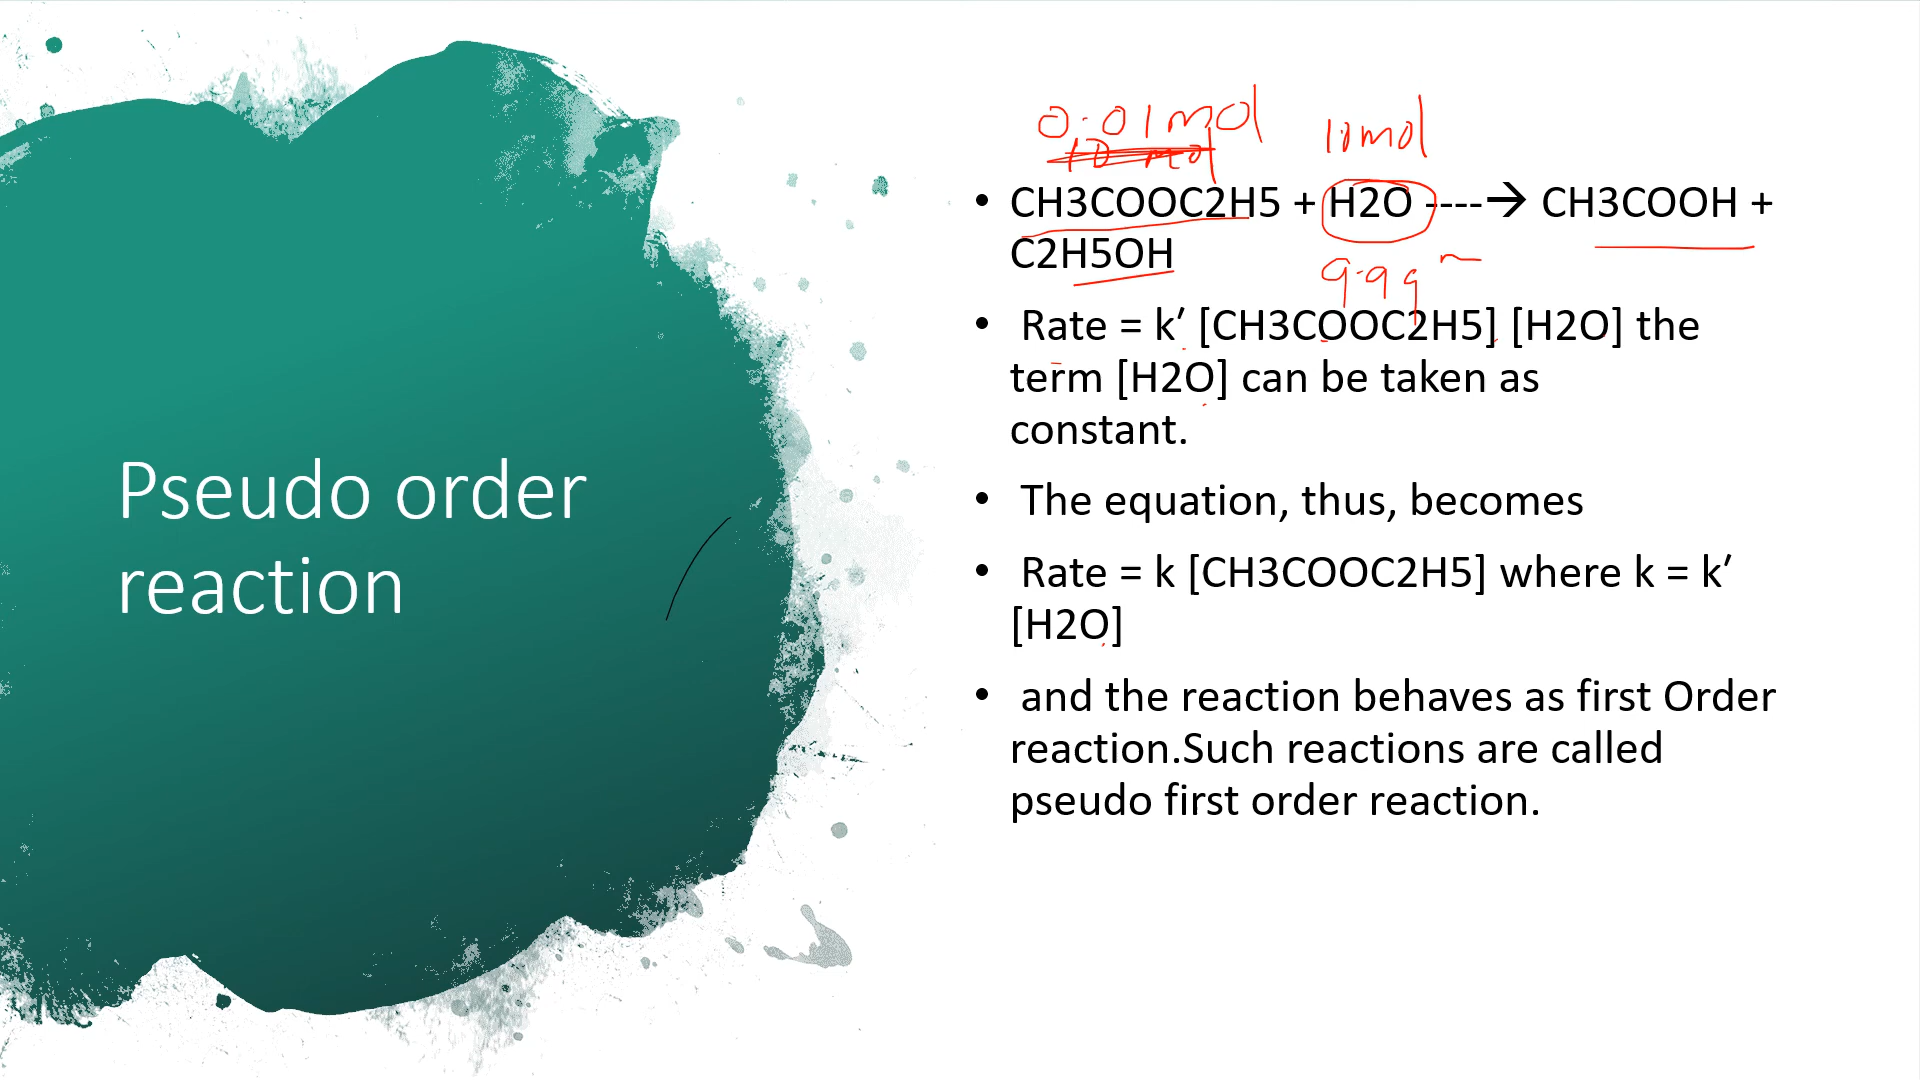 Pseudo order
reaction
0.01mol
10mol
10 mol
• CH3COOC2H5 + H2O ----→ CH3COOH +
C2H5OH
9.99
• Rate = k′ [CH3COOC2H5] [H2O] the
term [H2O] can be taken as
constant.
• The equation, thus, becomes
• Rate = k [CH3COOC2H5] where k = k′
[H2O]
• and the reaction behaves as first Order
reaction.Such reactions are called
pseudo first order reaction.